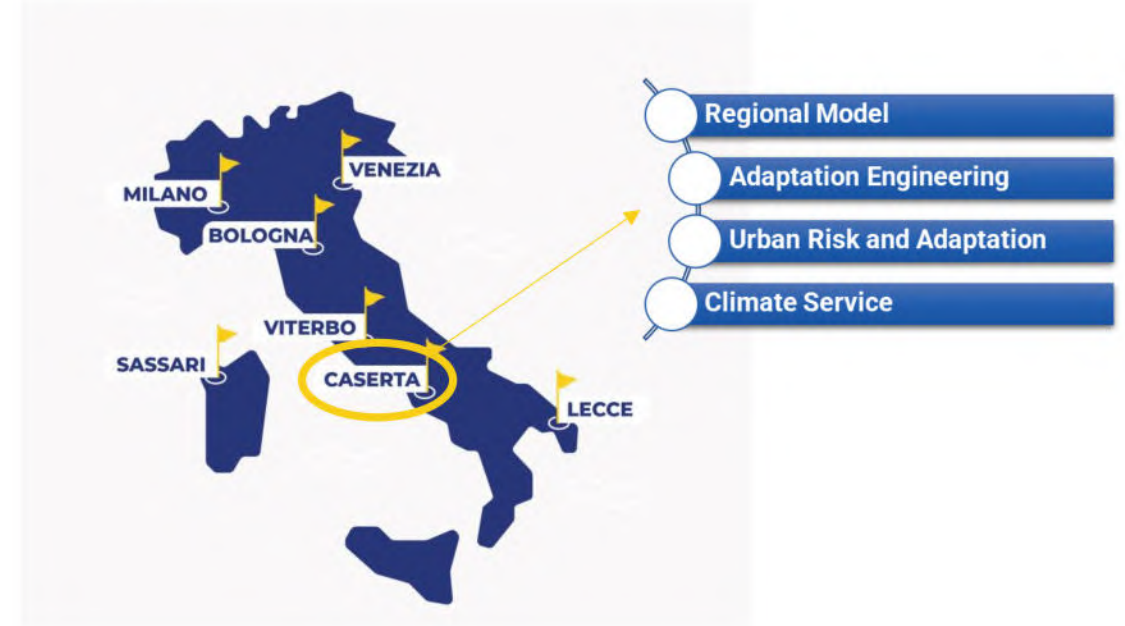 VENEZIA
MILANO
BOLOGNA
VITERBO
SASSARI
CASERTA
LECCE
Regional Model
Adaptation Engineering
Urban Risk and Adaptation
Climate Service